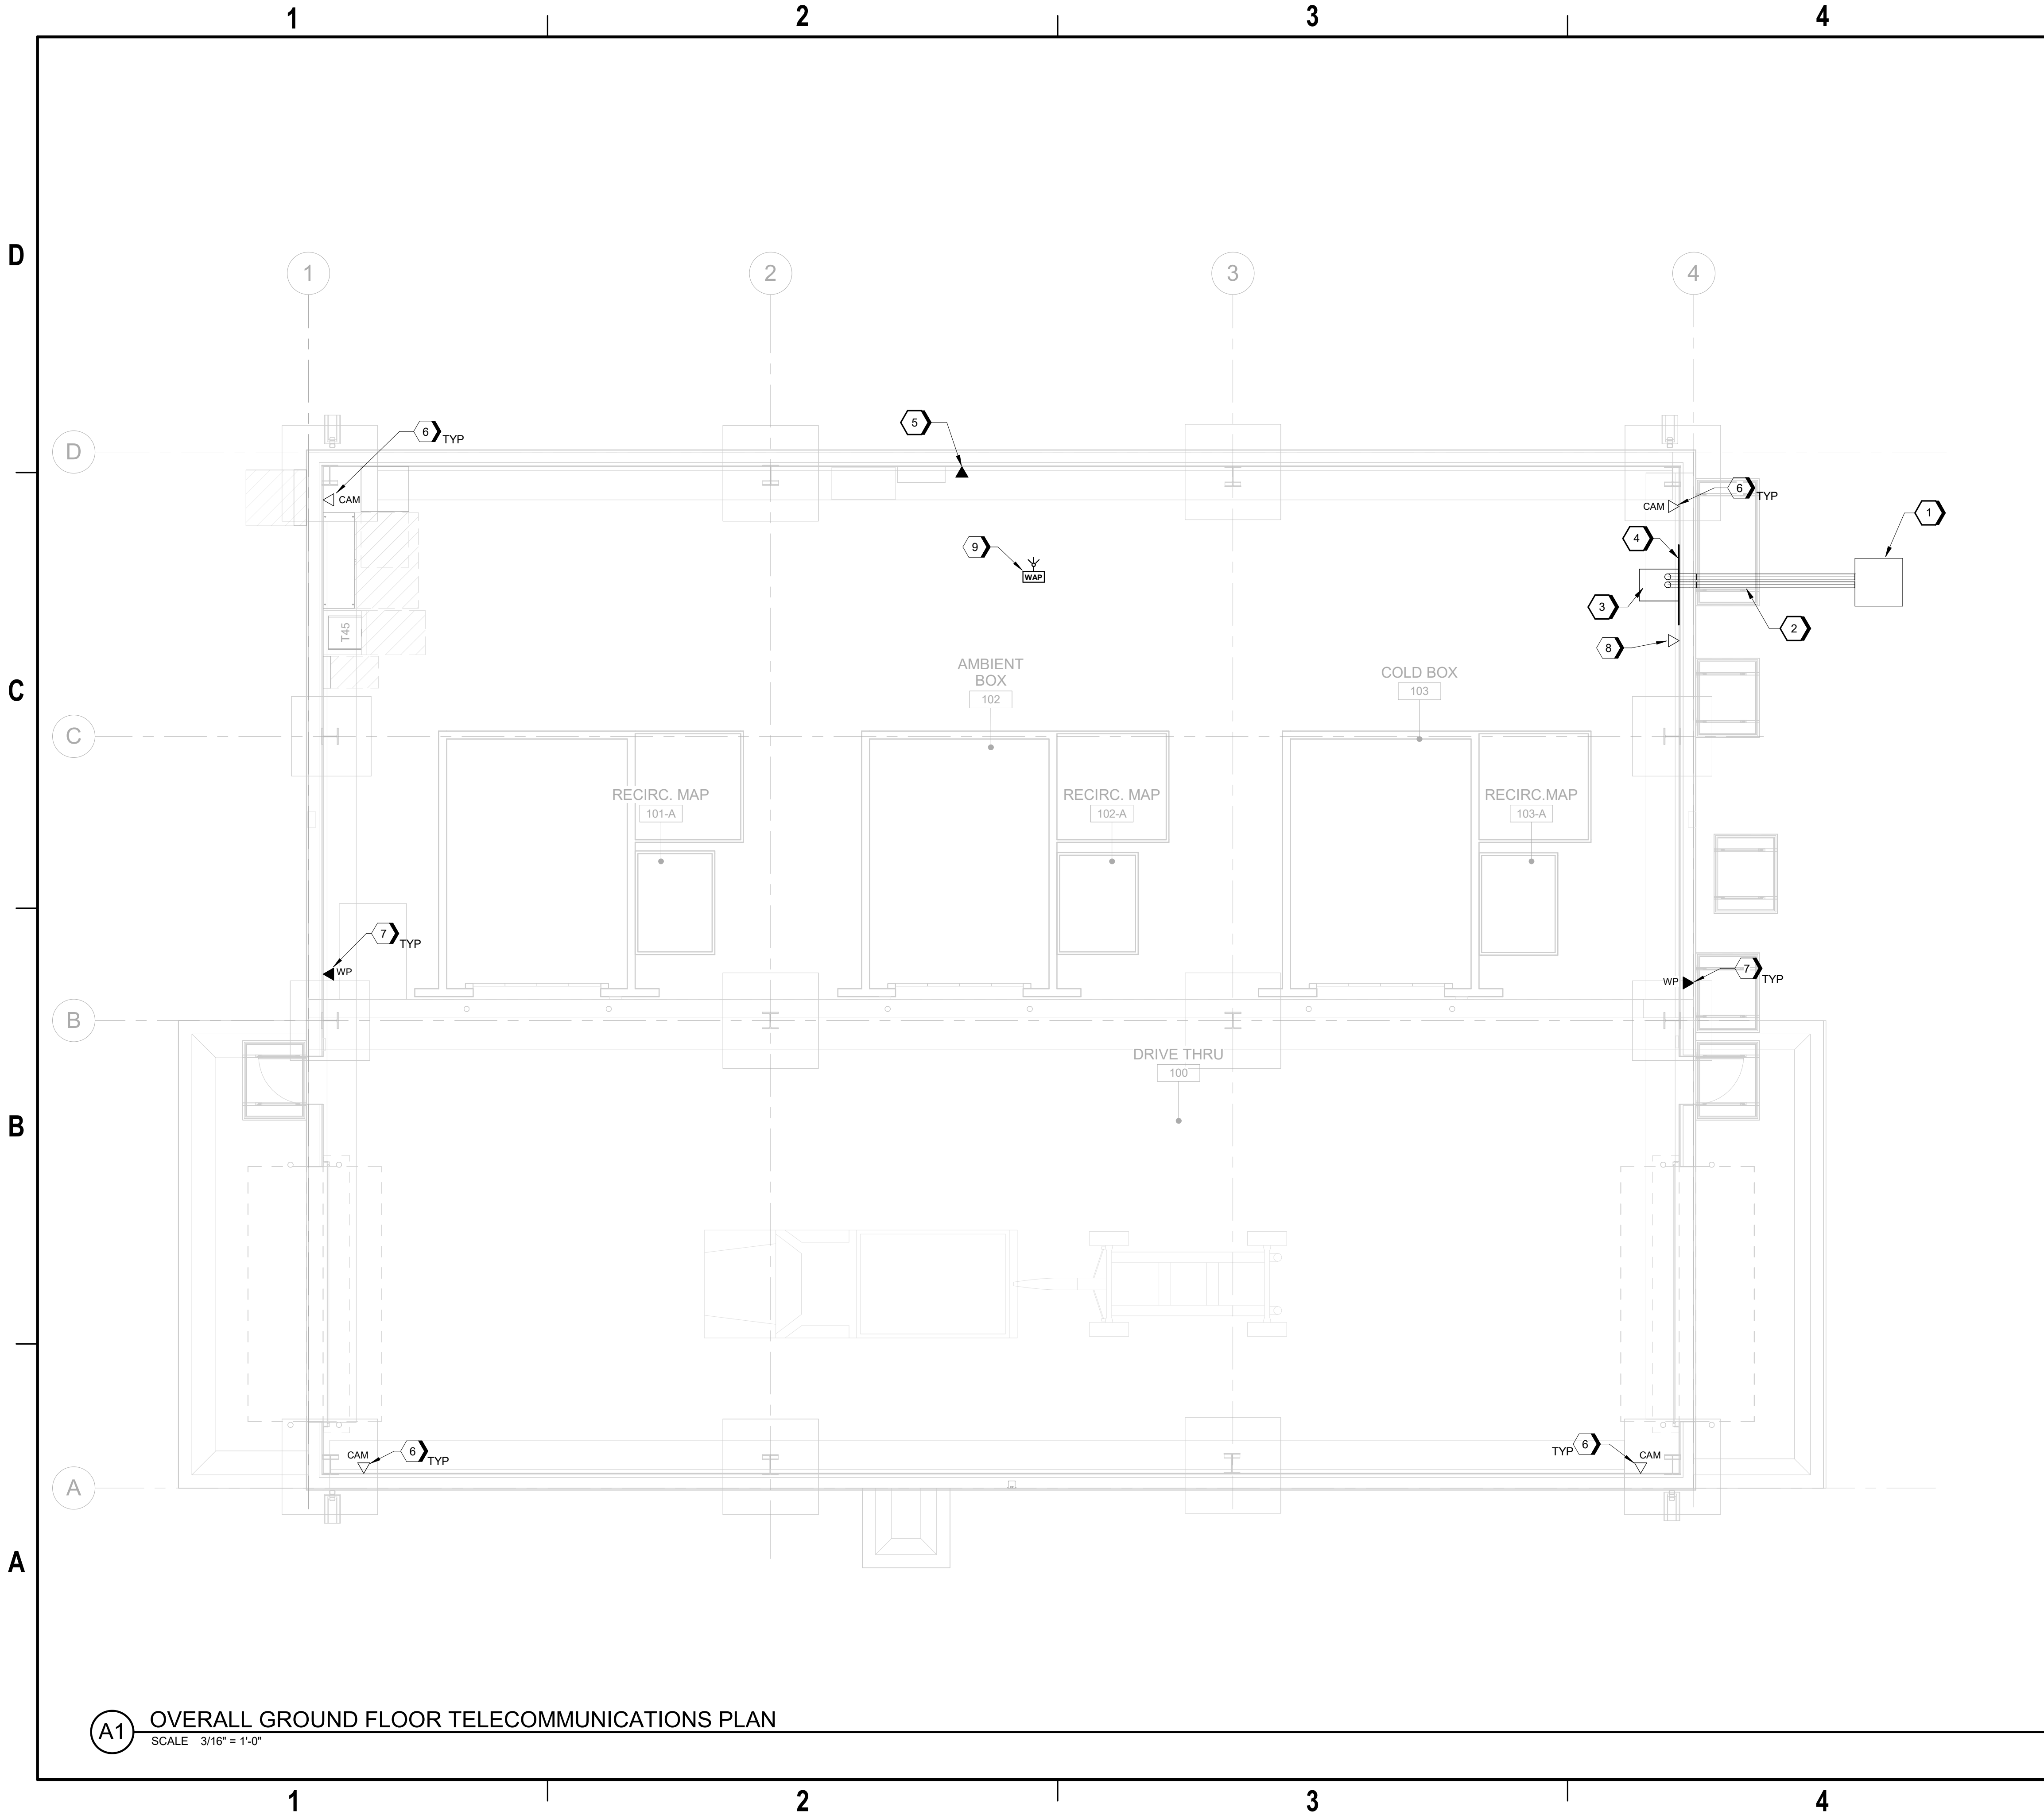 1 2 3 4
D
1 2 3 4
D
5
6 TYP
CAM
6 TYP
CAM
1
4
9
WAP
3
2
8
T45
C
AMBIENT
BOX
102
COLD BOX
103
C
RECIRC. MAP
101-A
RECIRC. MAP
102-A
RECIRC.MAP
103-A
7 TYP
WP
7 TYP
WP
B
DRIVE THRU
100
B
CAM
6 TYP
TYP 6
CAM
A
A
A1 OVERALL GROUND FLOOR TELECOMMUNICATIONS PLAN
SCALE 3/16" = 1'-0"
1 2 3 4